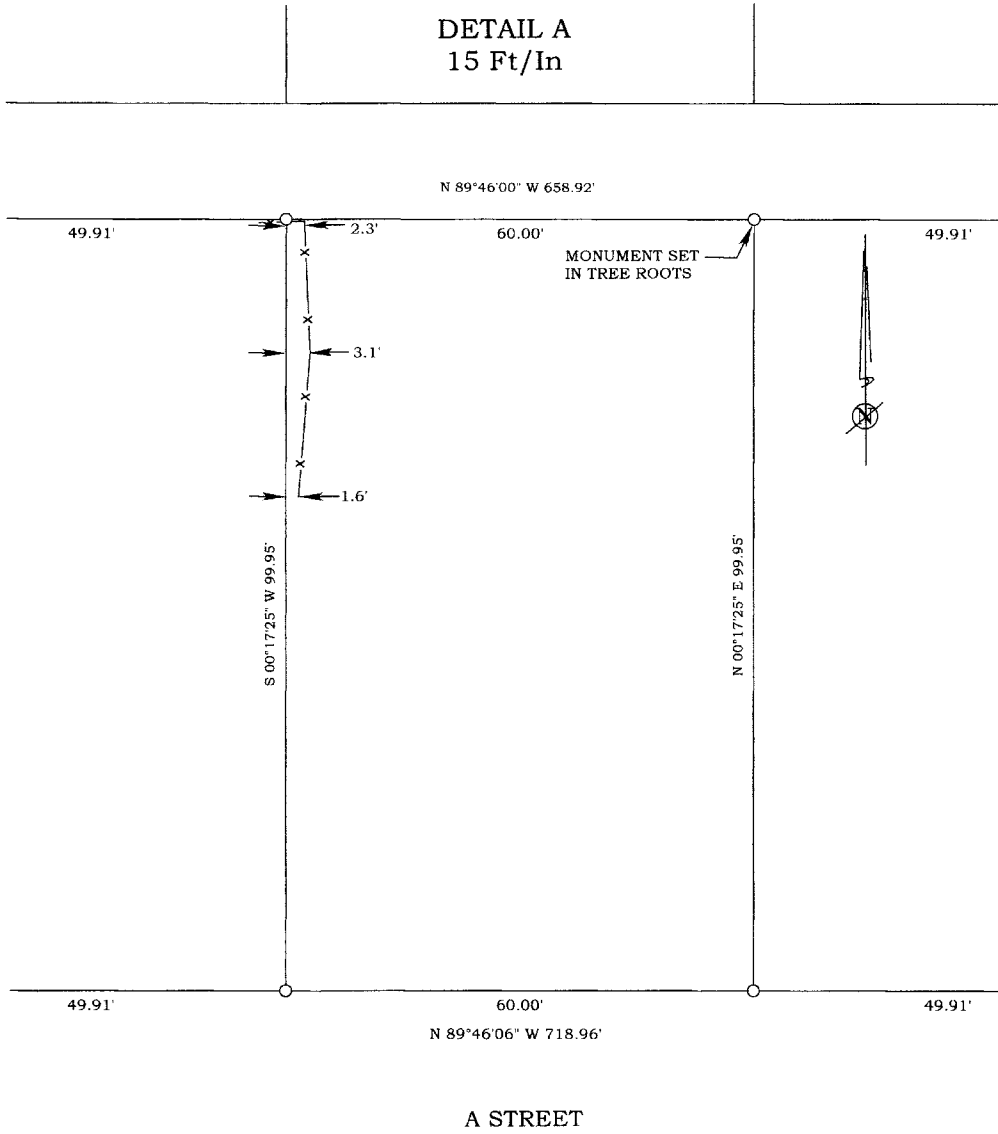 DETAIL A
15 Ft/In
N 89°46'00" W 658.92'
49.91'
2.3'
60.00'
49.91'
MONUMENT SET
IN TREE ROOTS
x
x
3.1'
x
N
x
1.6'
S 00°17'25" W 99.95'
N 00°17'25" E 99.95'
49.91'
60.00'
49.91'
N 89°46'06" W 718.96'
A STREET